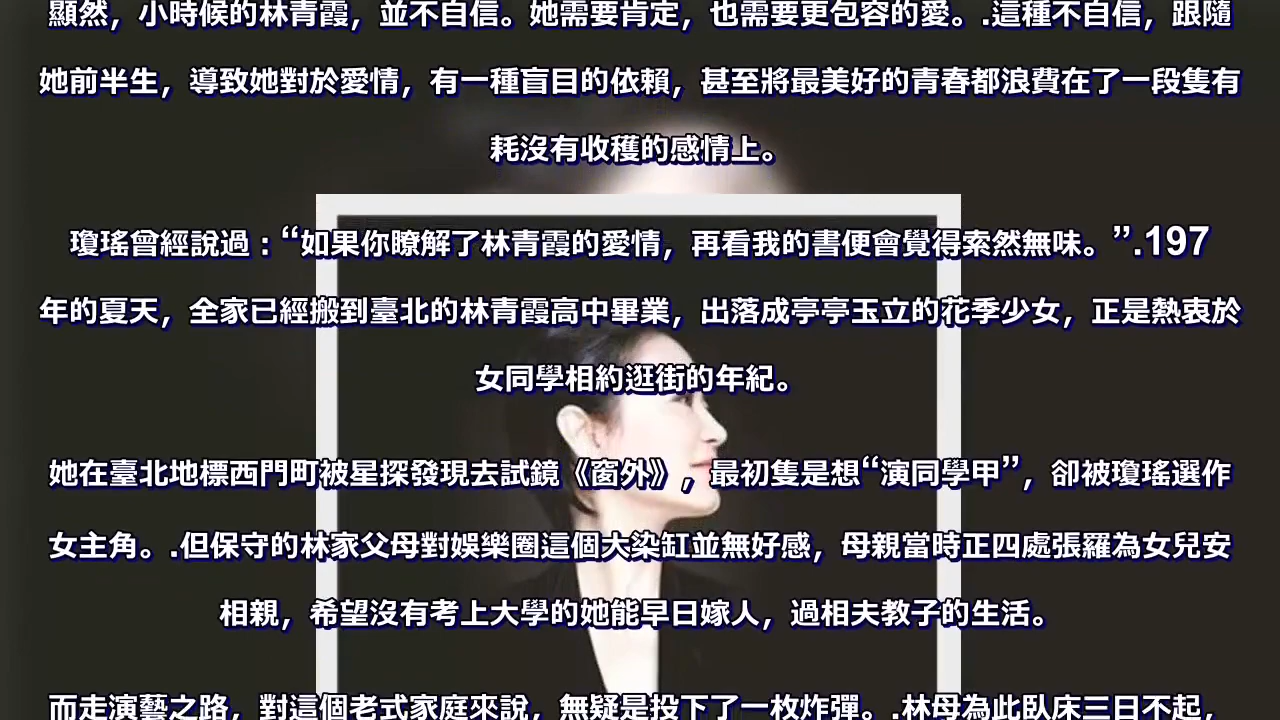 顯然，小時候的林青霞，並不自信。她需要肯定，也需要更包容的愛。.這種不自信，跟隨
她前半生，導致她對於愛情，有一種盲目的依賴，甚至將最美好的青春都浪費在了一段隻有
耗沒有收穫的感情上。
瓊瑤曾經說過：“如果你瞭解了林青霞的愛情，再看我的書便會覺得索然無味。”.197
年的夏天，全家已經搬到臺北的林青霞高中畢業，出落成亭亭玉立的花季少女，正是熱衷於
女同學相約逛街的年紀。
她在臺北地標西門町被星探發現去試鏡《窗外》，最初隻是想“演同學甲”，卻被瓊瑤選作
女主角。.但保守的林家父母對娛樂圈這個大染缸並無好感，母親當時正四處張羅為女兒安
相親，希望沒有考上大學的她能早日嫁人，過相夫教子的生活。
而走演藝之路，對這個老式家庭來說，無疑是投下了一枚炸彈。.林母為此臥床三日不起，